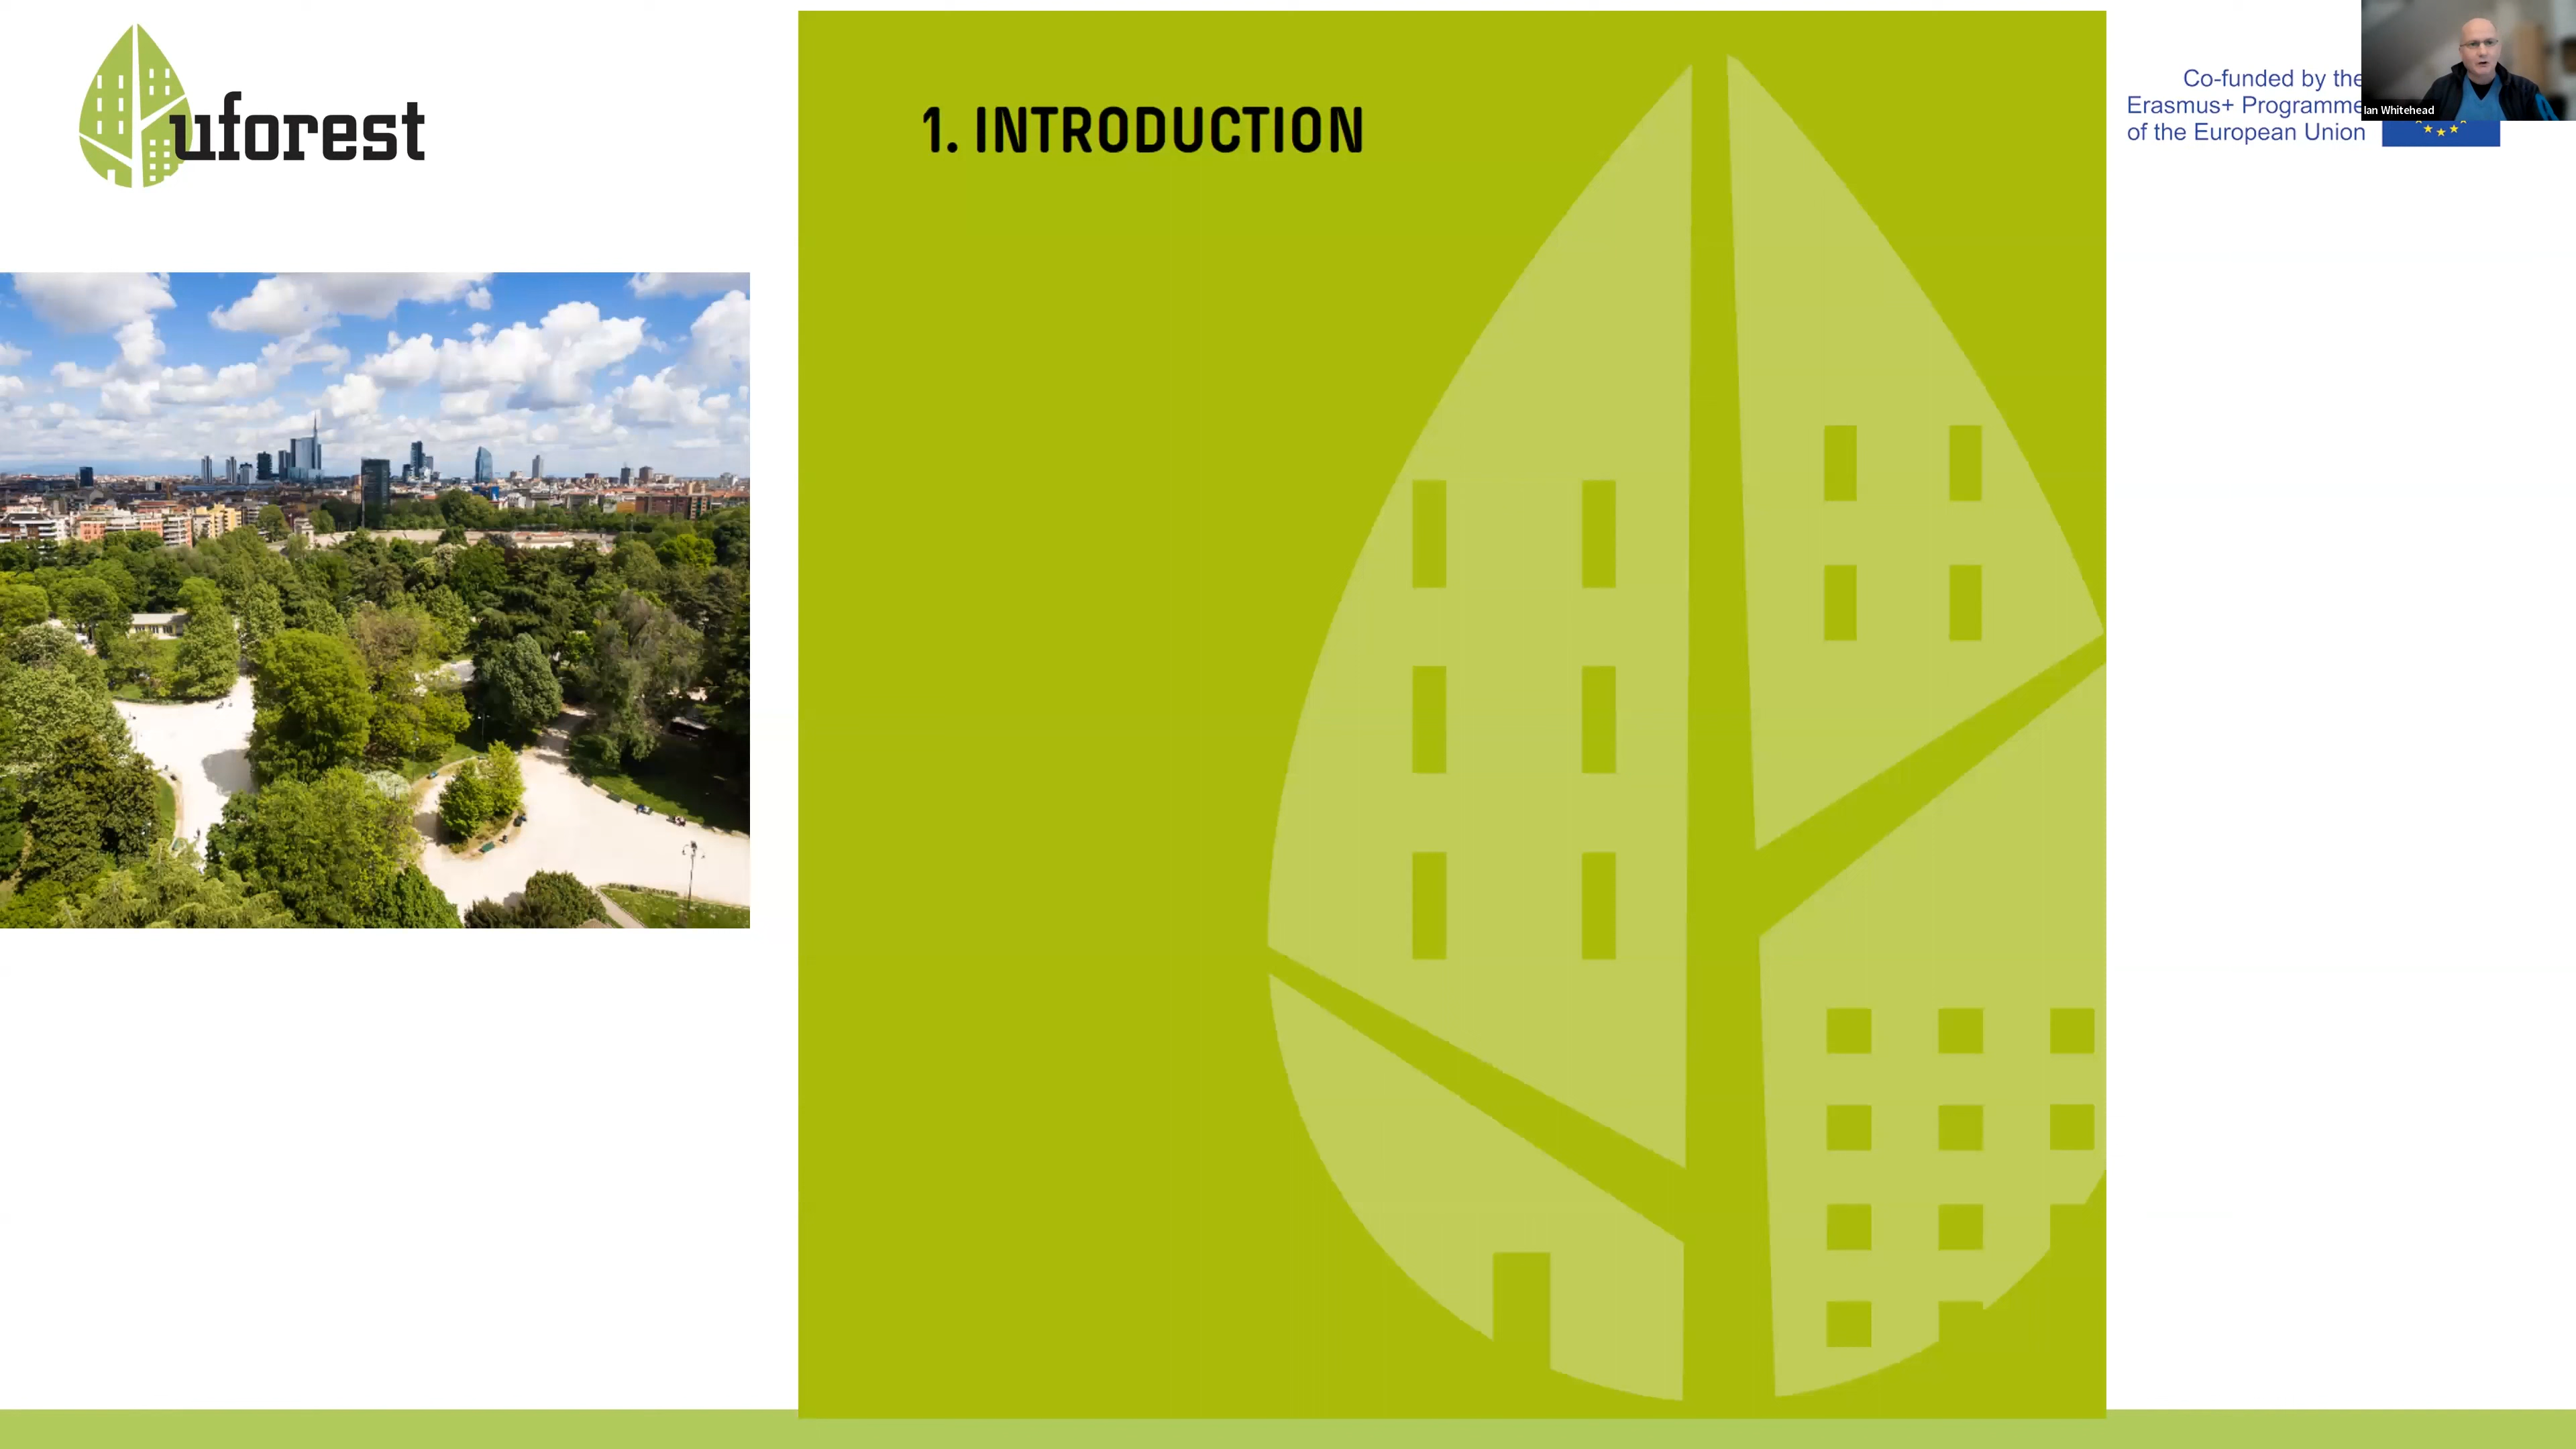 uforest
1. INTRODUCTION
Co-funded by the
Erasmus+ Programme
of the European Union
Ian Whitehead